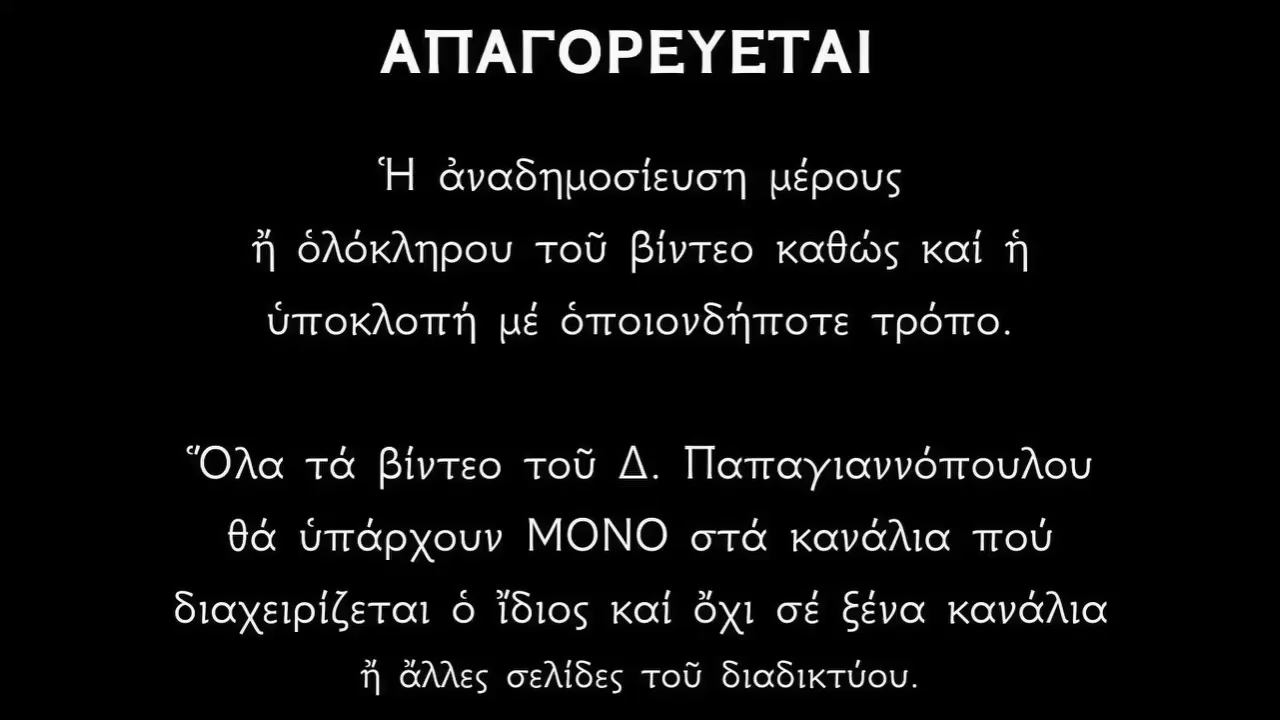 ΑΠΑΓΟΡΕΥΕΤΑΙ
Ἡ ἀναδημοσίευση μέρους
ἤ ὁλόκληρου τοῦ βίντεο καθώς καί ἡ
ὑποκλοπή μέ ὁποιονδήποτε τρόπο.
Ὅλα τά βίντεο τοῦ Δ. Παπαγιαννόπουλου
θά ὑπάρχουν ΜΟΝΟ στά κανάλια πού
διαχειρίζεται ὁ ἴδιος καί ὄχι σέ ξένα κανάλια
ἤ ἄλλες σελίδες τοῦ διαδικτύου.